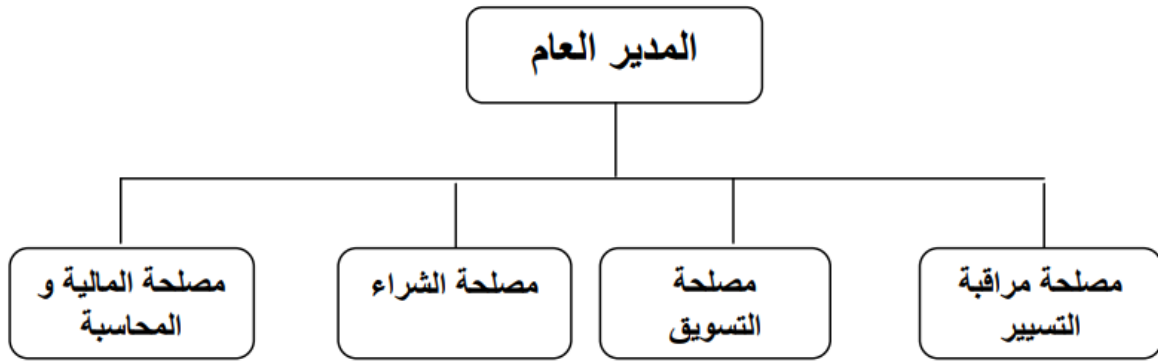 المدير العام
مصلحة مراقبة
التسيير
مصلحة
التسويق
مصلحة الشراء
مصلحة المالية و
المحاسبة